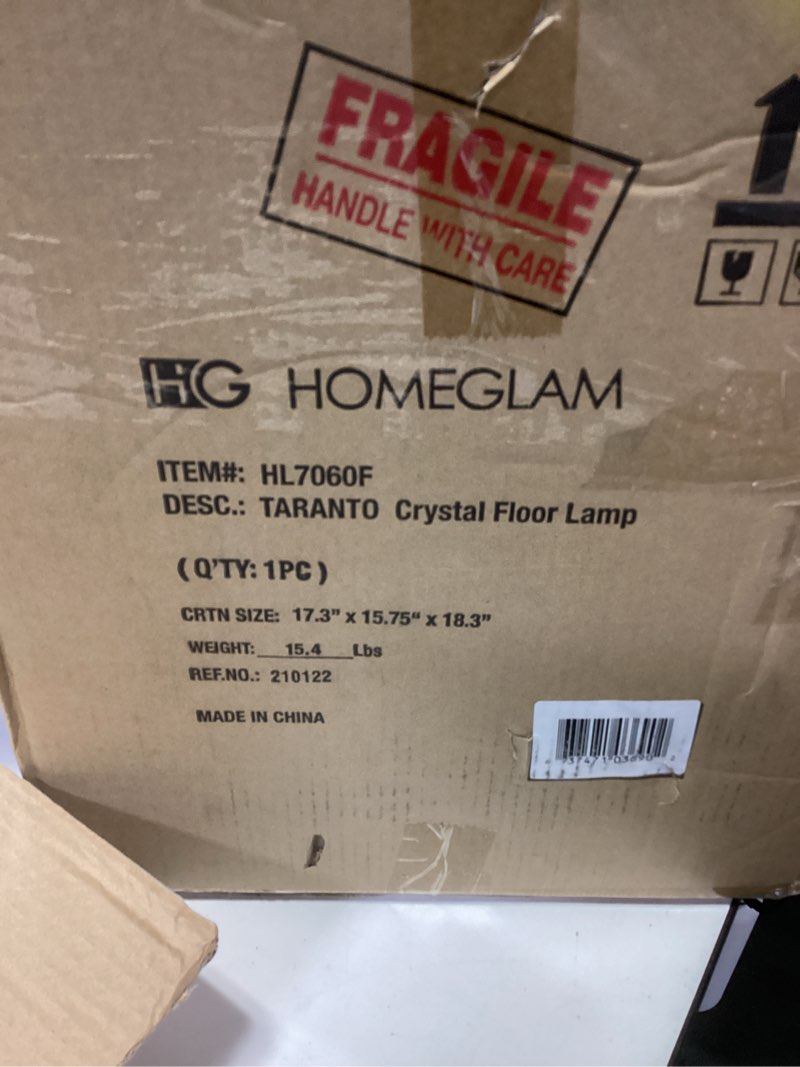 FRAGILE
HANDLE WITH CARE
HG HOMEGLAM
ITEM#: HL7060F
DESC.: TARANTO Crystal Floor Lamp
( Q'TY: 1PC )
CRTN SIZE: 17.3" x 15.75" x 18.3"
WEIGHT: 15.4 Lbs
REF.NO.: 210122
MADE IN CHINA